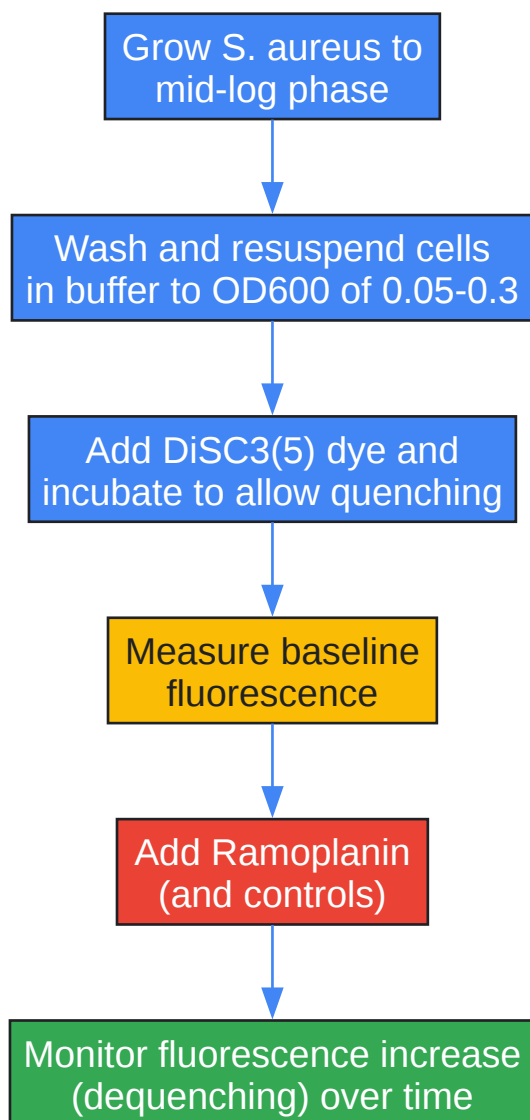 Grow S. aureus to
mid-log phase
Wash and resuspend cells
in buffer to OD600 of 0.05-0.3
Add DiSC3(5) dye and
incubate to allow quenching
Measure baseline
fluorescence
Add Ramoplanin
(and controls)
Monitor fluorescence increase
(dequenching) over time